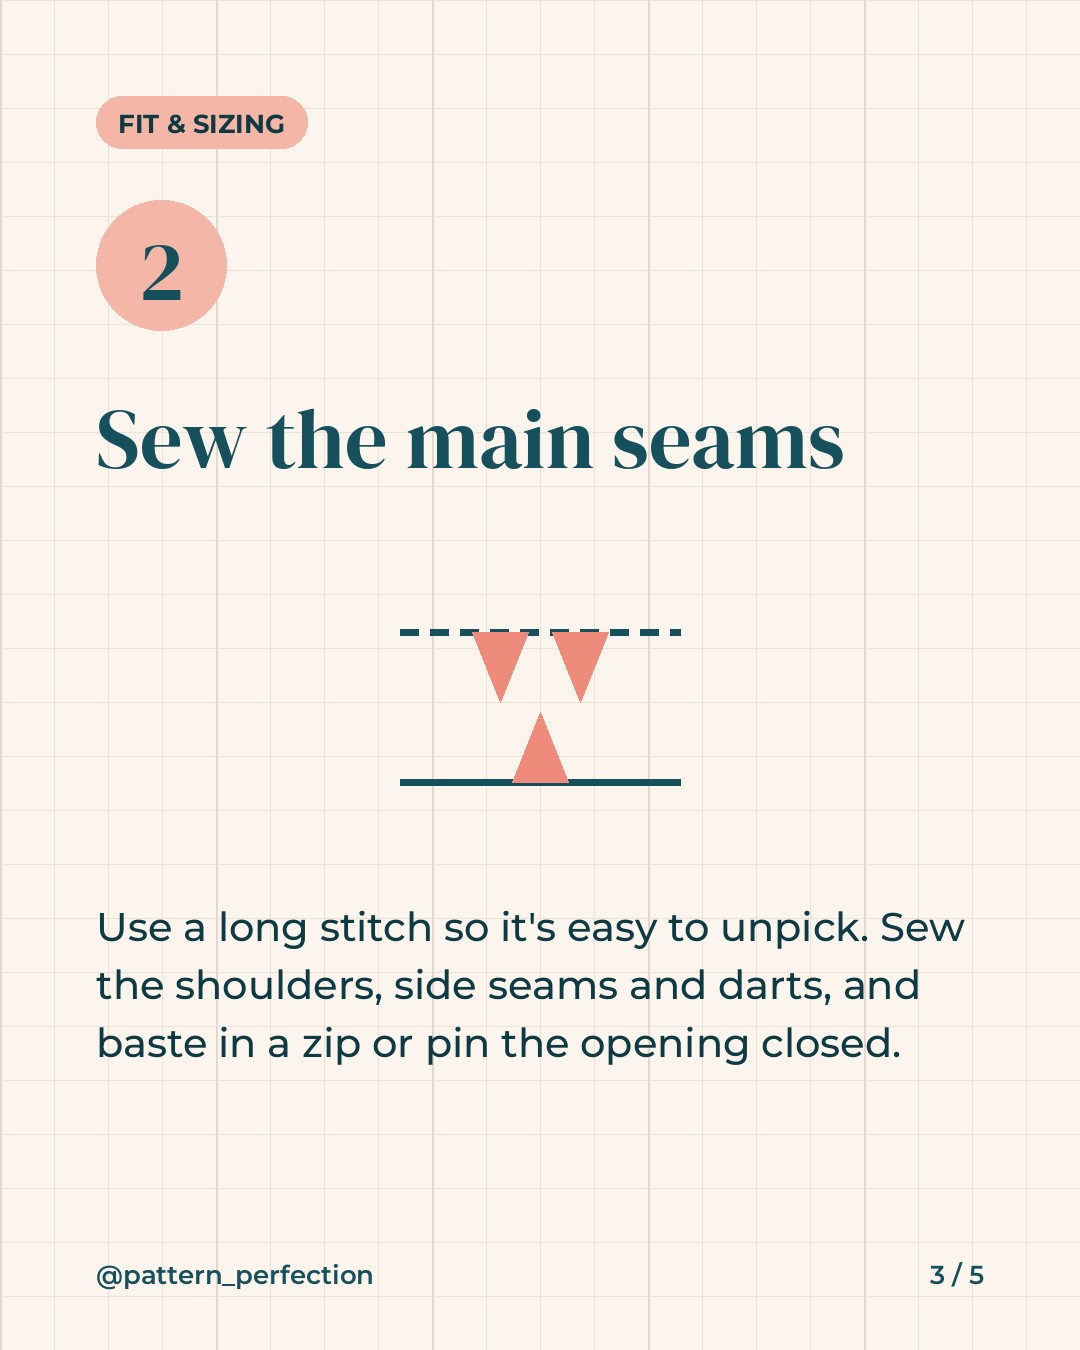 FIT & SIZING
2
Sew the main seams
Use a long stitch so it's easy to unpick. Sew
the shoulders, side seams and darts, and
baste in a zip or pin the opening closed.
@pattern_perfection
3 / 5